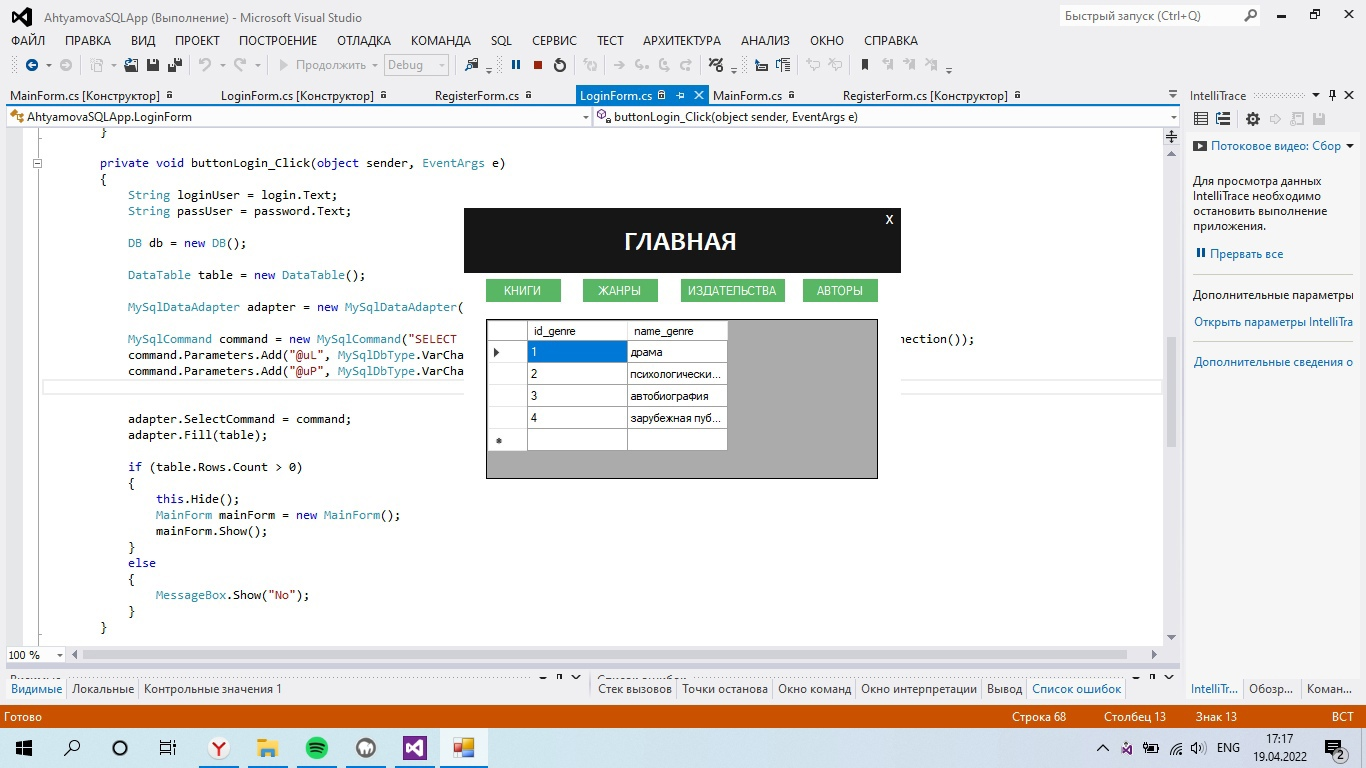 AhtyamovaSQLApp (Выполнение) - Microsoft Visual Studio
Быстрый запуск (Ctrl+Q)
ФАЙЛ ПРАВКА ВИД ПРОЕКТ ПОСТРОЕНИЕ ОТЛАДКА КОМАНДА SQL СЕРВИС ТЕСТ АРХИТЕКТУРА АНАЛИЗ ОКНО СПРАВКА
Продолжить Debug
MainForm.cs [Конструктор] LoginForm.cs [Конструктор] RegisterForm.cs LoginForm.cs MainForm.cs RegisterForm.cs [Конструктор]
AhtyamovaSQLApp.LoginForm buttonLogin_Click(object sender, EventArgs e)
}
private void buttonLogin_Click(object sender, EventArgs e)
{
String loginUser = login.Text;
String passUser = password.Text;
DB db = new DB();
DataTable table = new DataTable();
MySqlDataAdapter adapter = new MySqlDataAdapter(
MySqlCommand command = new MySqlCommand("SELECT nection());
command.Parameters.Add("@uL", MySqlDbType.VarCha
command.Parameters.Add("@uP", MySqlDbType.VarCha
adapter.SelectCommand = command;
adapter.Fill(table);
if (table.Rows.Count > 0)
{
this.Hide();
MainForm mainForm = new MainForm();
mainForm.Show();
}
else
{
MessageBox.Show("No");
}
}
X
ГЛАВНАЯ
КНИГИ ЖАНРЫ ИЗДАТЕЛЬСТВА АВТОРЫ
id_genre name_genre
1 драма
2 психологически...
3 автобиография
4 зарубежная пуб...
IntelliTrace
Потоковое видео: Сбор
Для просмотра данных
IntelliTrace необходимо
остановить выполнение
приложения.
Прервать все
Дополнительные параметры
Открыть параметры IntelliTra
Дополнительные сведения о
100 %
Видимые Локальные Контрольные значения 1
Стек вызовов Точки останова Окно команд Окно интерпретации Вывод Список ошибок
IntelliTr... Обозр... Коман...
Готово Строка 68 Столбец 13 Знак 13 ВСТ
ENG
17:17
19.04.2022
2